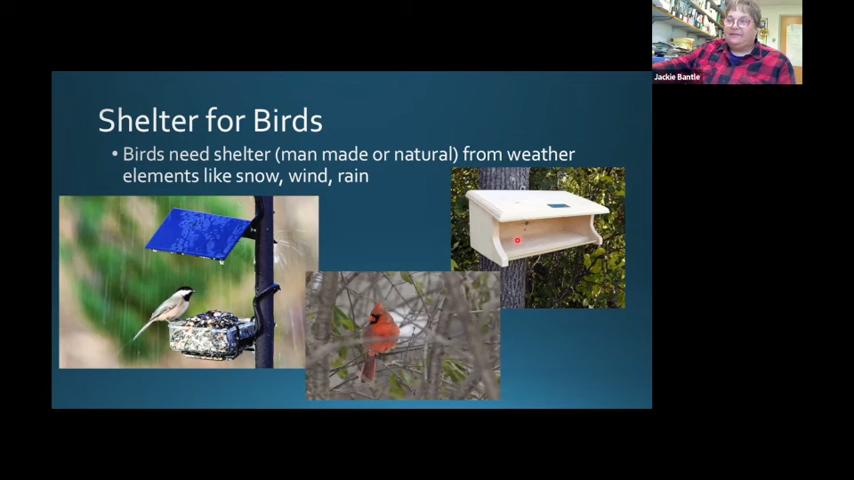 Jackie Bantle
Shelter for Birds
• Birds need shelter (man made or natural) from weather
elements like snow, wind, rain